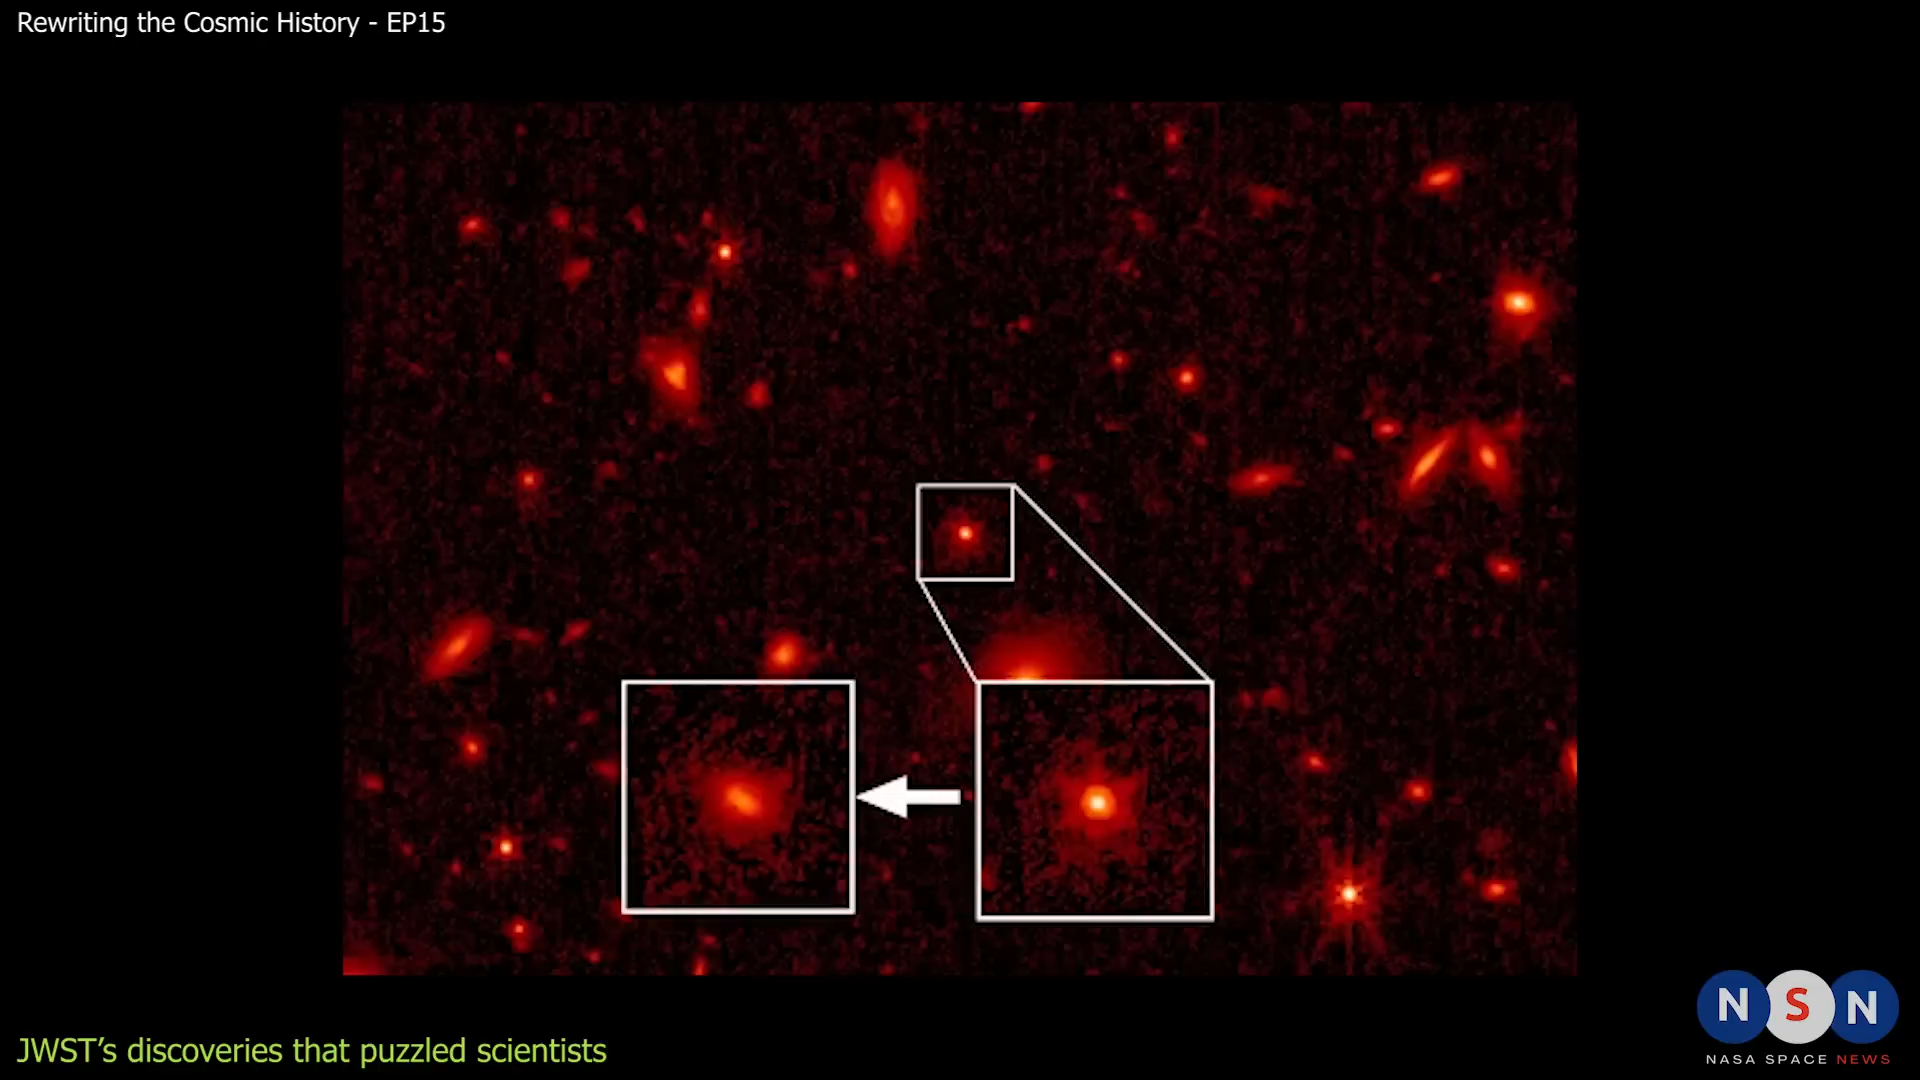 Rewriting the Cosmic History - EP15
JWST’s discoveries that puzzled scientists
NSN
NASA SPACE NEWS